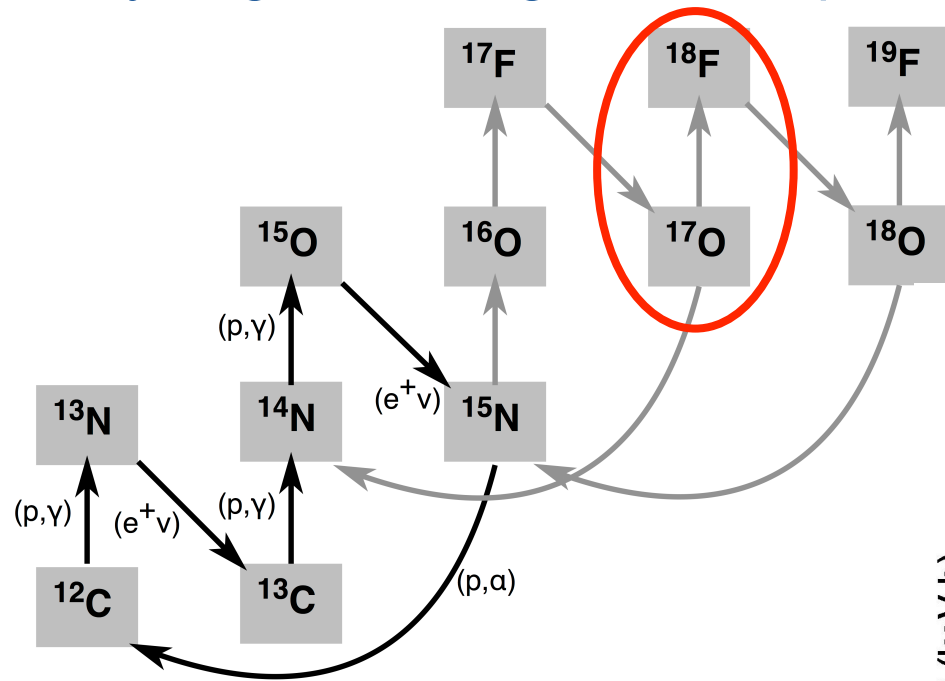 17F 18F 19F
15O 16O 17O 18O
(p,γ)
(e+ν)
13N 14N 15N
(p,γ) (e+ν) (p,γ)
12C 13C (p,α)